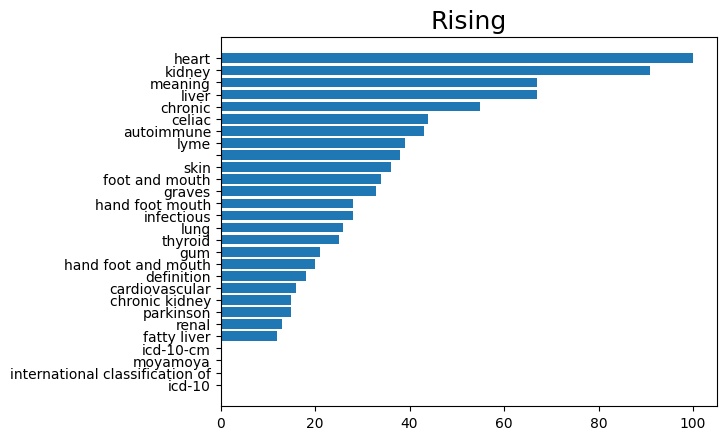 Rising
heart
kidney
meaning
liver
chronic
celiac
autoimmune
lyme
skin
foot and mouth
graves
hand foot mouth
infectious
lung
thyroid
gum
hand foot and mouth
definition
cardiovascular
chronic kidney
parkinson
renal
fatty liver
icd-10-cm
moyamoya
international classification of
icd-10
0 20 40 60 80 100